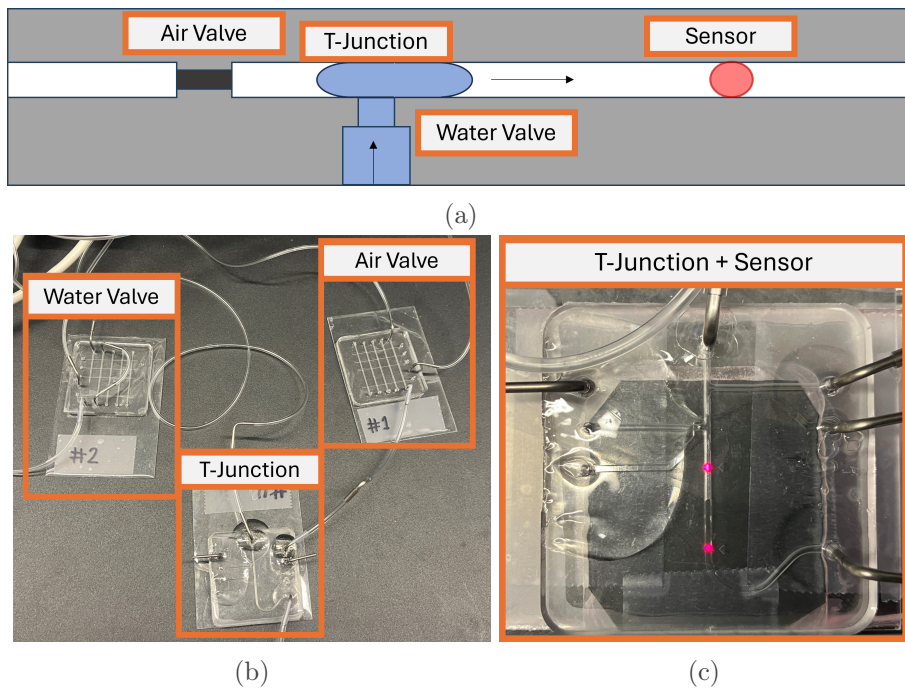 Air Valve
T-Junction
Sensor
Water Valve
(a)
Air Valve
Water Valve
#1
#2
T-Junction
T-Junction + Sensor
(b)
(c)